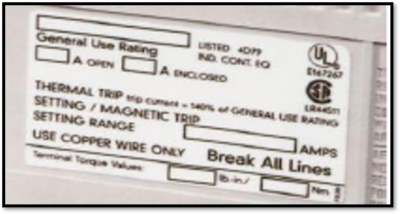 General Use Rating
LISTED 4D79
IND. CONT. EQ
A OPEN
A ENCLOSED
UL
E167267
LR44511
THERMAL TRIP trip current = 140% of GENERAL USE RATING
SETTING / MAGNETIC TRIP
SETTING RANGE
AMPS
USE COPPER WIRE ONLY
Break All Lines
Terminal Torque Values:
lb-in/
Nm